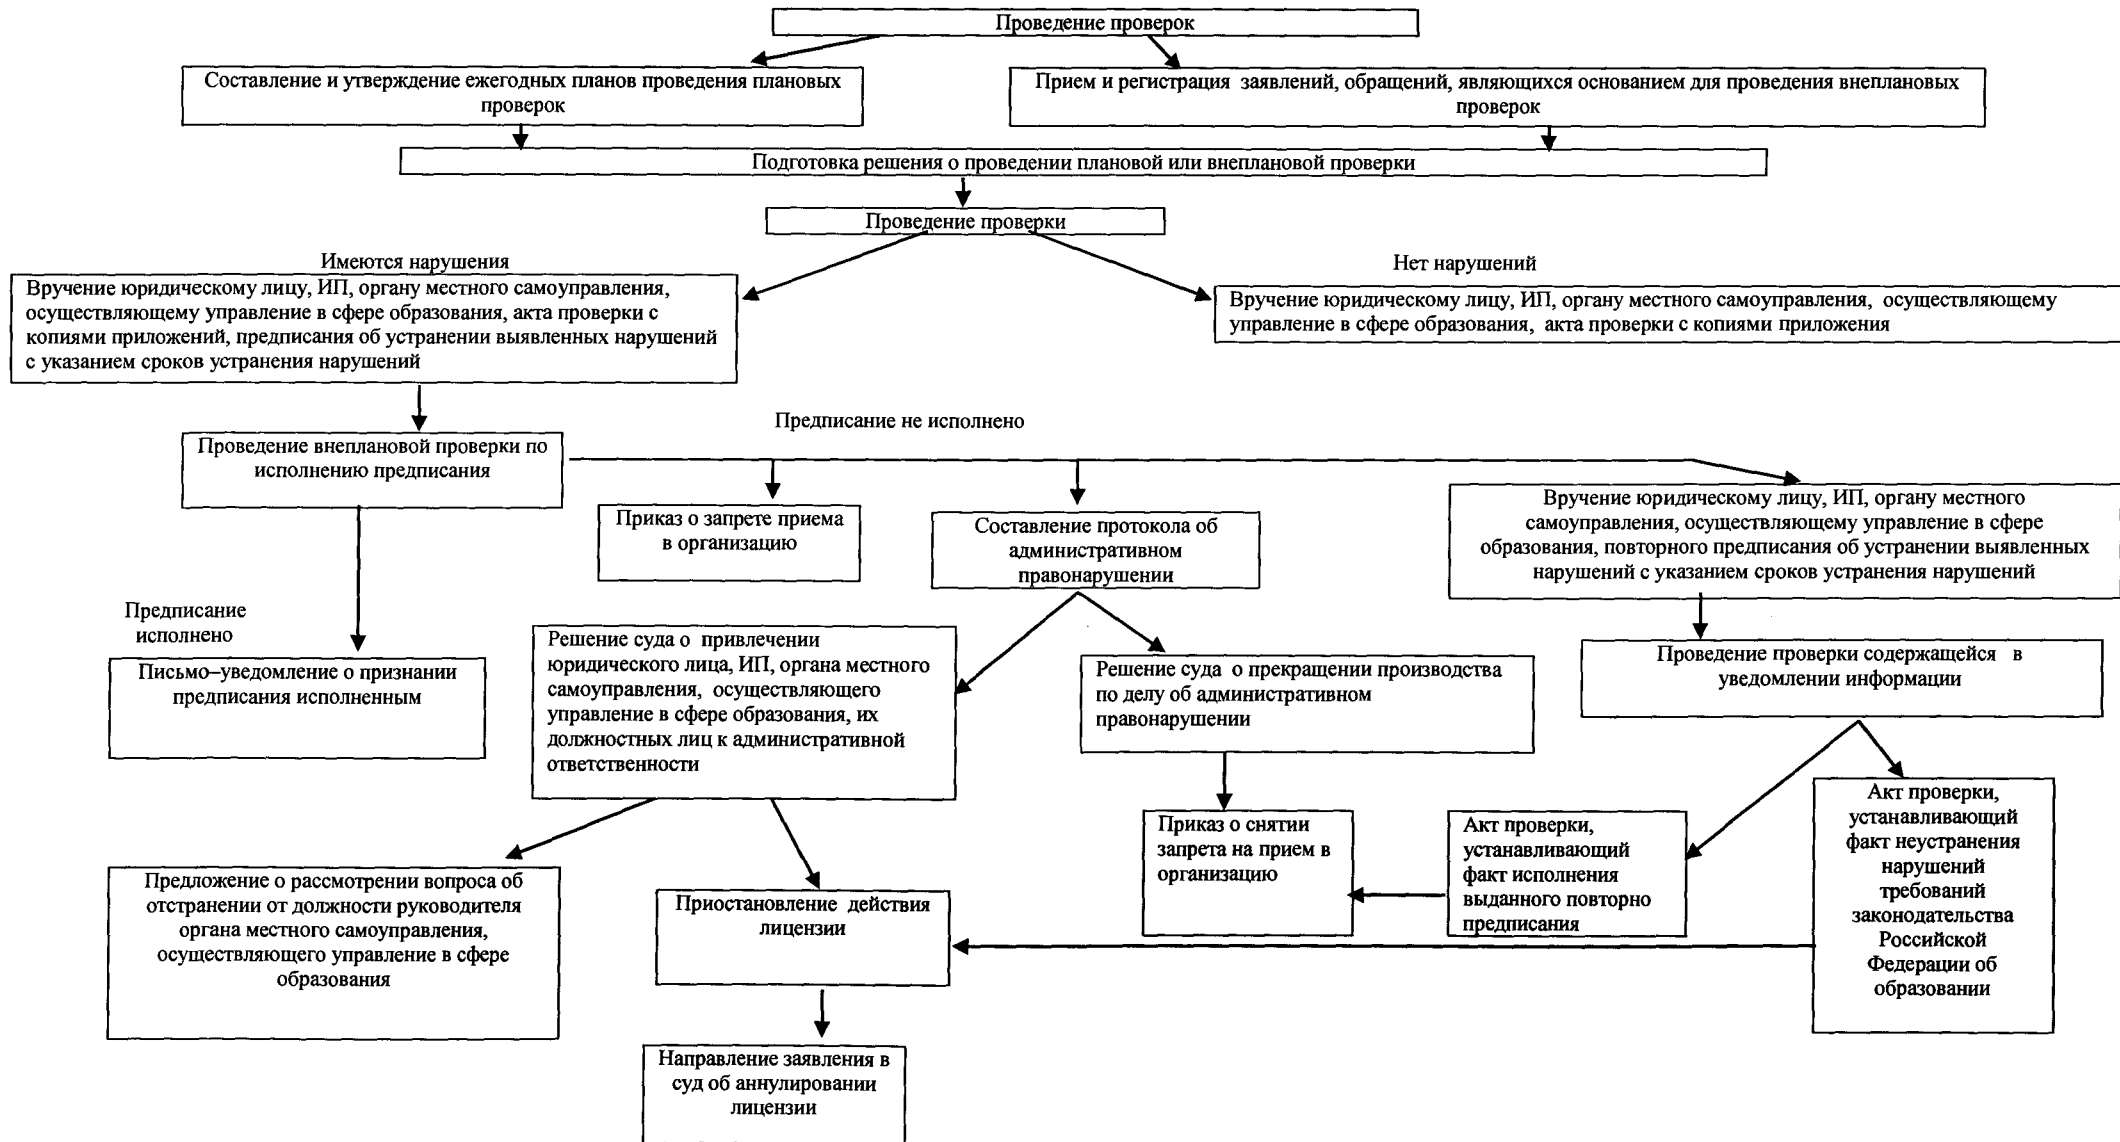 Проведение проверок
Составление и утверждение ежегодных планов проведения плановых
проверок
Прием и регистрация заявлений, обращений, являющихся основанием для проведения внеплановых
проверок
Подготовка решения о проведении плановой или внеплановой проверки
Проведение проверки
Имеются нарушения
Нет нарушений
Вручение юридическому лицу, ИП, органу местного самоуправления,
осуществляющему управление в сфере образования, акта проверки с
копиями приложений, предписания об устранении выявленных нарушений
с указанием сроков устранения нарушений
Вручение юридическому лицу, ИП, органу местного самоуправления, осуществляющему
управление в сфере образования, акта проверки с копиями приложения
Предписание не исполнено
Проведение внеплановой проверки по
исполнению предписания
Приказ о запрете приема
в организацию
Составление протокола об
административном
правонарушении
Вручение юридическому лицу, ИП, органу местного
самоуправления, осуществляющему управление в сфере
образования, повторного предписания об устранении выявленных
нарушений с указанием сроков устранения нарушений
Предписание
исполнено
Письмо–уведомление о признании
предписания исполненным
Решение суда о привлечении
юридического лица, ИП, органа местного
самоуправления, осуществляющего
управление в сфере образования, их
должностных лиц к административной
ответственности
Решение суда о прекращении производства
по делу об административном
правонарушении
Проведение проверки содержащейся в
уведомлении информации
Предложение о рассмотрении вопроса об
отстранении от должности руководителя
органа местного самоуправления,
осуществляющего управление в сфере
образования
Приостановление действия
лицензии
Приказ о снятии
запрета на прием в
организацию
Акт проверки,
устанавливающий
факт исполнения
выданного повторно
предписания
Акт проверки,
устанавливающий
факт неустранения
нарушений
требований
законодательства
Российской
Федерации об
образовании
Направление заявления в
суд об аннулировании
лицензии